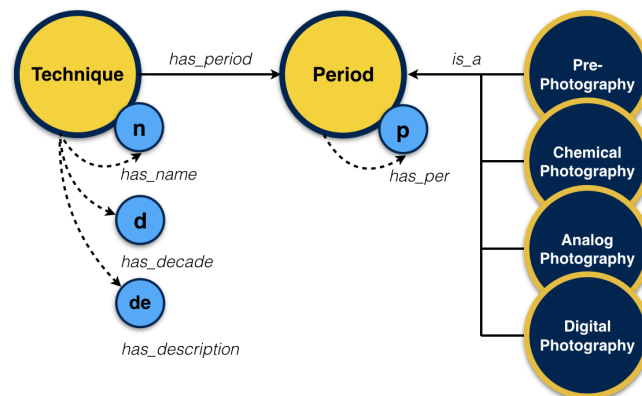 Technique
has_period
Period
is_a
Pre-
Photography
n
has_name
p
has_per
Chemical
Photography
d
has_decade
Analog
Photography
de
has_description
Digital
Photography